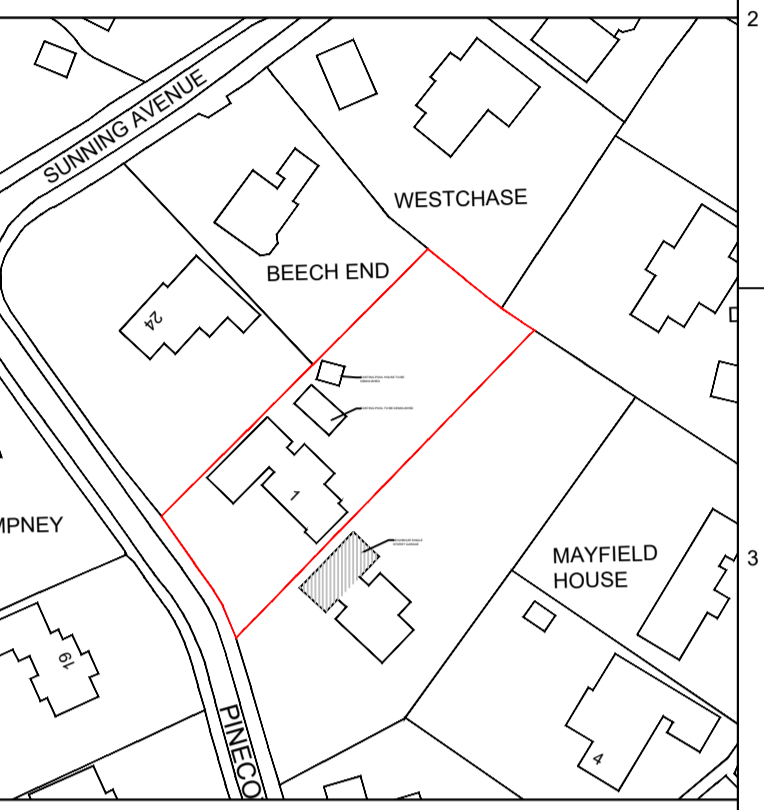 2
SUNNING AVENUE
WESTCHASE
BEECH END
24
1
MPNEY
3
MAYFIELD
HOUSE
19
PINECO
4